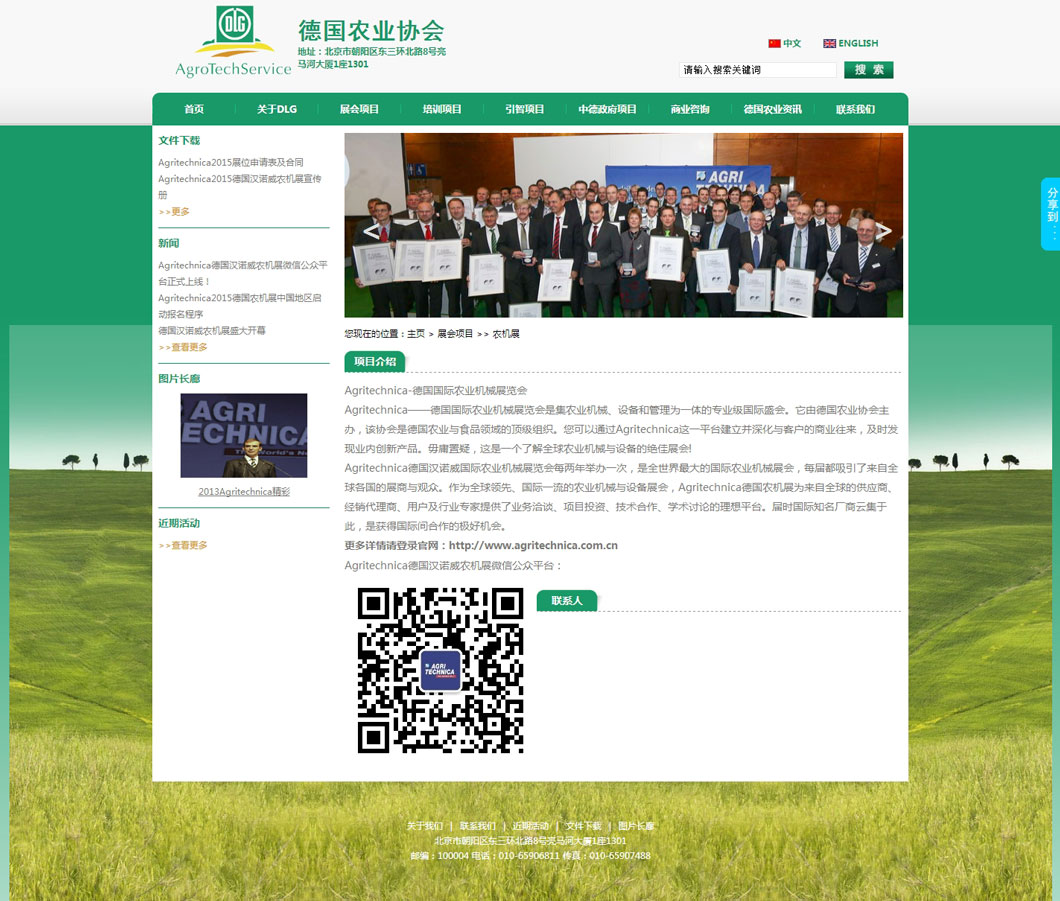 DLG
AgroTechService
德国农业协会
地址：北京市朝阳区东三环北路8号亮
马河大厦1座1301
中文 ENGLISH
请输入搜索关键词 搜 索
首页 关于DLG 展会项目 培训项目 引智项目 中德政府项目 商业咨询 德国农业资讯 联系我们
文件下载
Agritechnica2015展位申请表及合同
Agritechnica2015德国汉诺威农机展宣传
册
>>更多
新闻
Agritechnica德国汉诺威农机展微信公众平
台正式上线！
Agritechnica2015德国农机展中国地区启
动报名程序
德国汉诺威农机展盛大开幕
>>查看更多
图片长廊
AGRI
ECHNICA
The World's No
2013Agritechnica精彩
近期活动
>>查看更多
AGRI
TECHNICA
< >
您现在的位置：主页 > 展会项目 >> 农机展
项目介绍
Agritechnica-德国国际农业机械展览会
Agritechnica——德国国际农业机械展览会是集农业机械、设备和管理为一体的专业级国际盛会。它由德国农业协会主
办，该协会是德国农业与食品领域的顶级组织。您可以通过Agritechnica这一平台建立并深化与客户的商业往来，及时发
现业内创新产品。毋庸置疑，这是一个了解全球农业机械与设备的绝佳展会!
Agritechnica德国汉诺威国际农业机械展览会每两年举办一次，是全世界最大的国际农业机械展会，每届都吸引了来自全
球各国的展商与观众。作为全球领先、国际一流的农业机械与设备展会，Agritechnica德国农机展为来自全球的供应商、
经销代理商、用户及行业专家提供了业务洽谈、项目投资、技术合作、学术讨论的理想平台。届时国际知名厂商云集于
此，是获得国际间合作的极好机会。
更多详情请登录官网：http://www.agritechnica.com.cn
Agritechnica德国汉诺威农机展微信公众平台：
AGRI
TECHNICA
联系人
分享到：
关于我们 | 联系我们 | 近期活动 | 文件下载 | 图片长廊
北京市朝阳区东三环北路8号亮马河大厦1座1301
邮编：100004 电话：010-65906811 传真：010-65907488